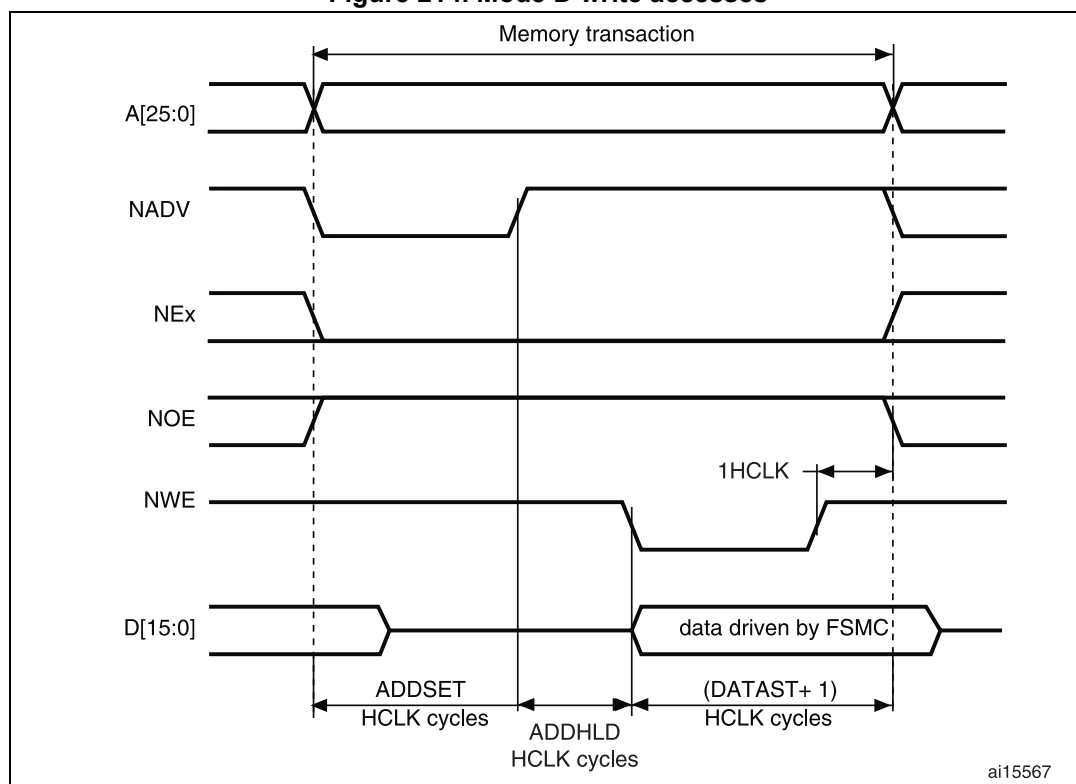 Memory transaction
A[25:0]
NADV
NEx
NOE
1HCLK
NWE
D[15:0]
data driven by FSMC
ADDSET
HCLK cycles
ADDHLD
HCLK cycles
(DATAST+ 1)
HCLK cycles
ai15567